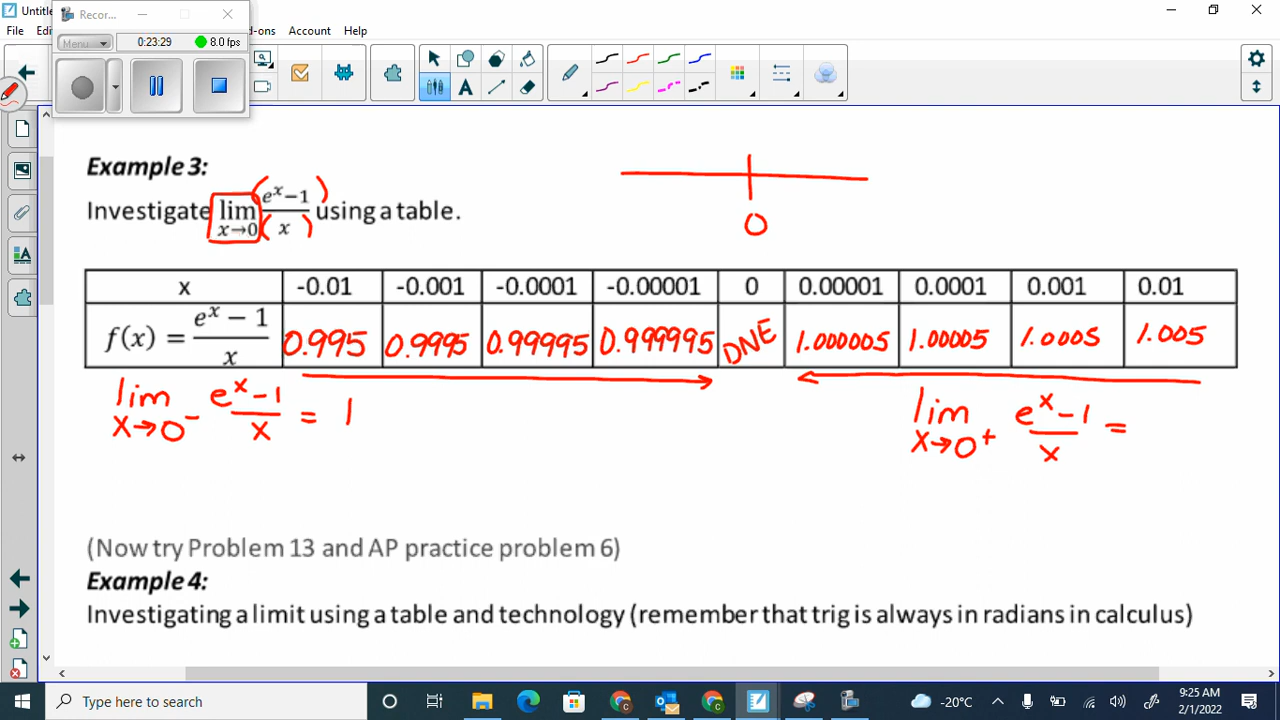 Untitle
Recor...
File Ed d-ons Account Help
Menu 0:23:29 8.0 fps
Example 3:
Investigate lim x→0 (e^x−1)/(x) using a table.
0
x -0.01 -0.001 -0.0001 -0.00001 0 0.00001 0.0001 0.001 0.01
f(x) = e^x − 1 / x 0.995 0.9995 0.99995 0.999995 DNE 1.000005 1.00005 1.0005 1.005
lim x→0⁻ e^x-1 / x = 1
lim x→0⁺ e^x-1 / x =
(Now try Problem 13 and AP practice problem 6)
Example 4:
Investigating a limit using a table and technology (remember that trig is always in radians in calculus)
Type here to search
-20°C
9:25 AM
2/1/2022